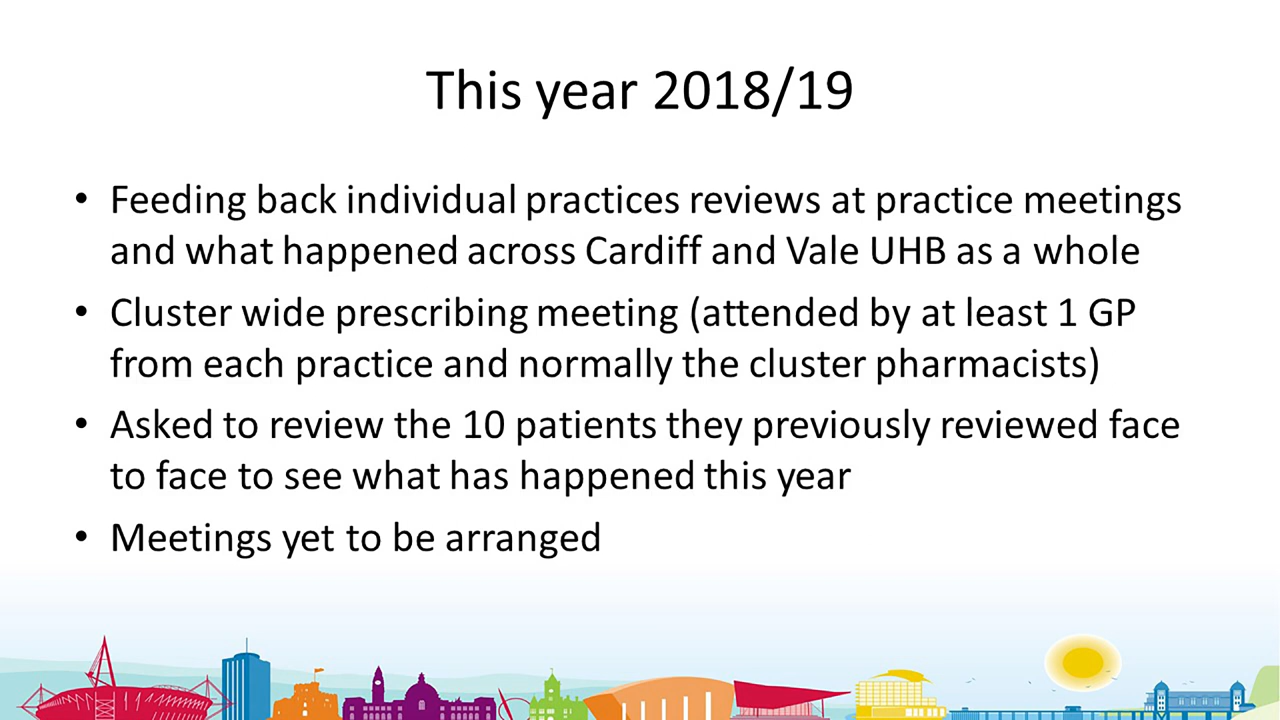 This year 2018/19
• Feeding back individual practices reviews at practice meetings
and what happened across Cardiff and Vale UHB as a whole
• Cluster wide prescribing meeting (attended by at least 1 GP
from each practice and normally the cluster pharmacists)
• Asked to review the 10 patients they previously reviewed face
to face to see what has happened this year
• Meetings yet to be arranged